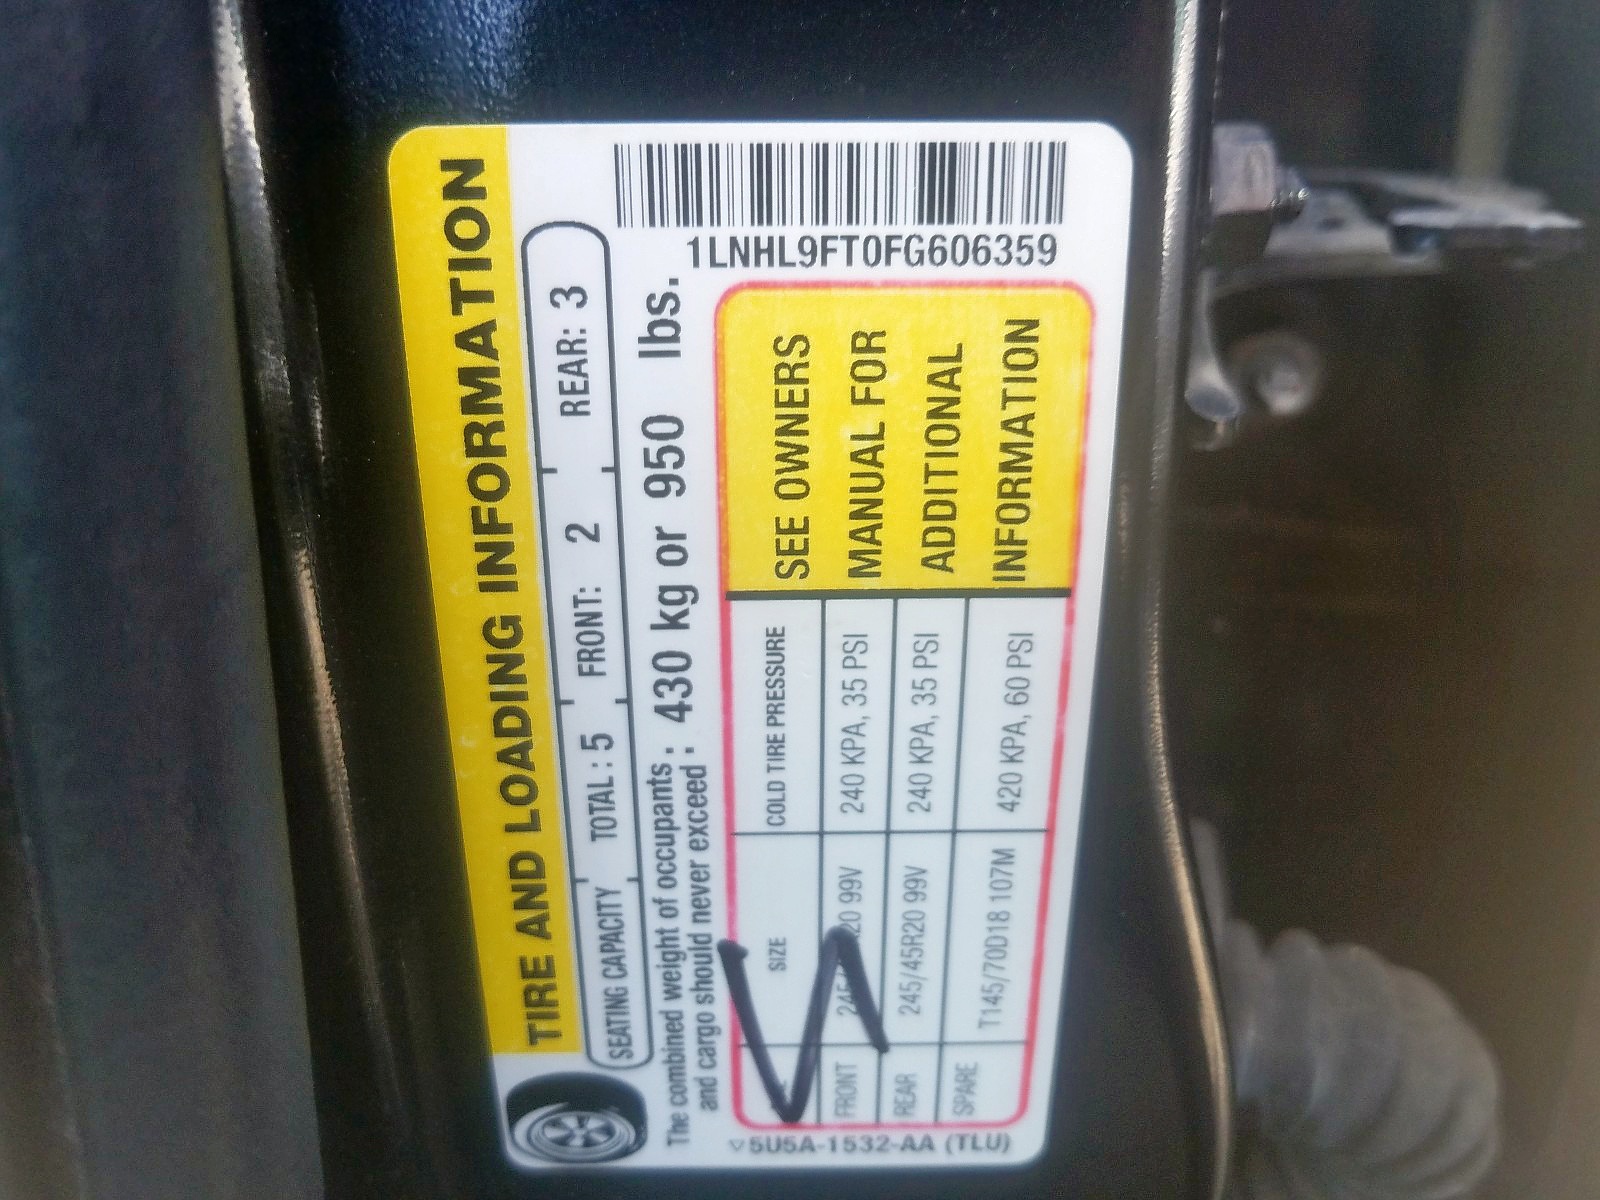 TIRE AND LOADING INFORMATION
SEATING CAPACITY TOTAL : 5 FRONT: 2 REAR: 3
The combined weight of occupants :
and cargo should never exceed : 430 kg or 950 lbs.
1LNHL9FT0FG606359
SIZE COLD TIRE PRESSURE
FRONT 20 99V 240 KPA, 35 PSI
REAR 245/45R20 99V 240 KPA, 35 PSI
SPARE T145/70D18 107M 420 KPA, 60 PSI
SEE OWNERS
MANUAL FOR
ADDITIONAL
INFORMATION
5U5A-1532-AA (TLU)